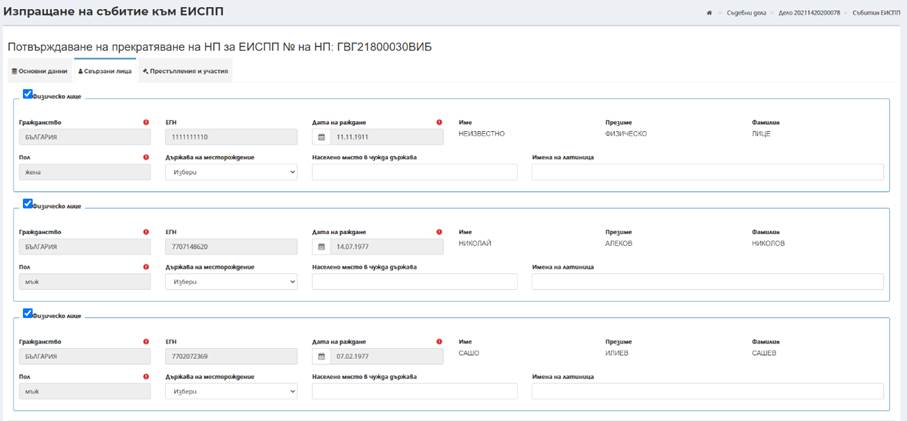 Изпращане на събитие към ЕИСПП
Съдебни дела
Дело 20211420200078
Събития ЕИСПП
Потвърждаване на прекратяване на НП за ЕИСПП № на НП: ГВГ21800030ВИБ
Основни данни
Свързани лица
Престъпления и участия
Физическо лице
Гражданство ЕГН Дата на раждане Име Презиме Фамилия
БЪЛГАРИЯ 1111111110 11.11.1911 НЕИЗВЕСТНО ФИЗИЧЕСКО ЛИЦЕ
Пол Държава на месторождение Населено място в чужда държава Имена на латиница
жена Избери
Физическо лице
Гражданство ЕГН Дата на раждане Име Презиме Фамилия
БЪЛГАРИЯ 7707148620 14.07.1977 НИКОЛАЙ АЛЕКОВ НИКОЛОВ
Пол Държава на месторождение Населено място в чужда държава Имена на латиница
мъж Избери
Физическо лице
Гражданство ЕГН Дата на раждане Име Презиме Фамилия
БЪЛГАРИЯ 7702072369 07.02.1977 САШО ИЛИЕВ САШЕВ
Пол Държава на месторождение Населено място в чужда държава Имена на латиница
мъж Избери